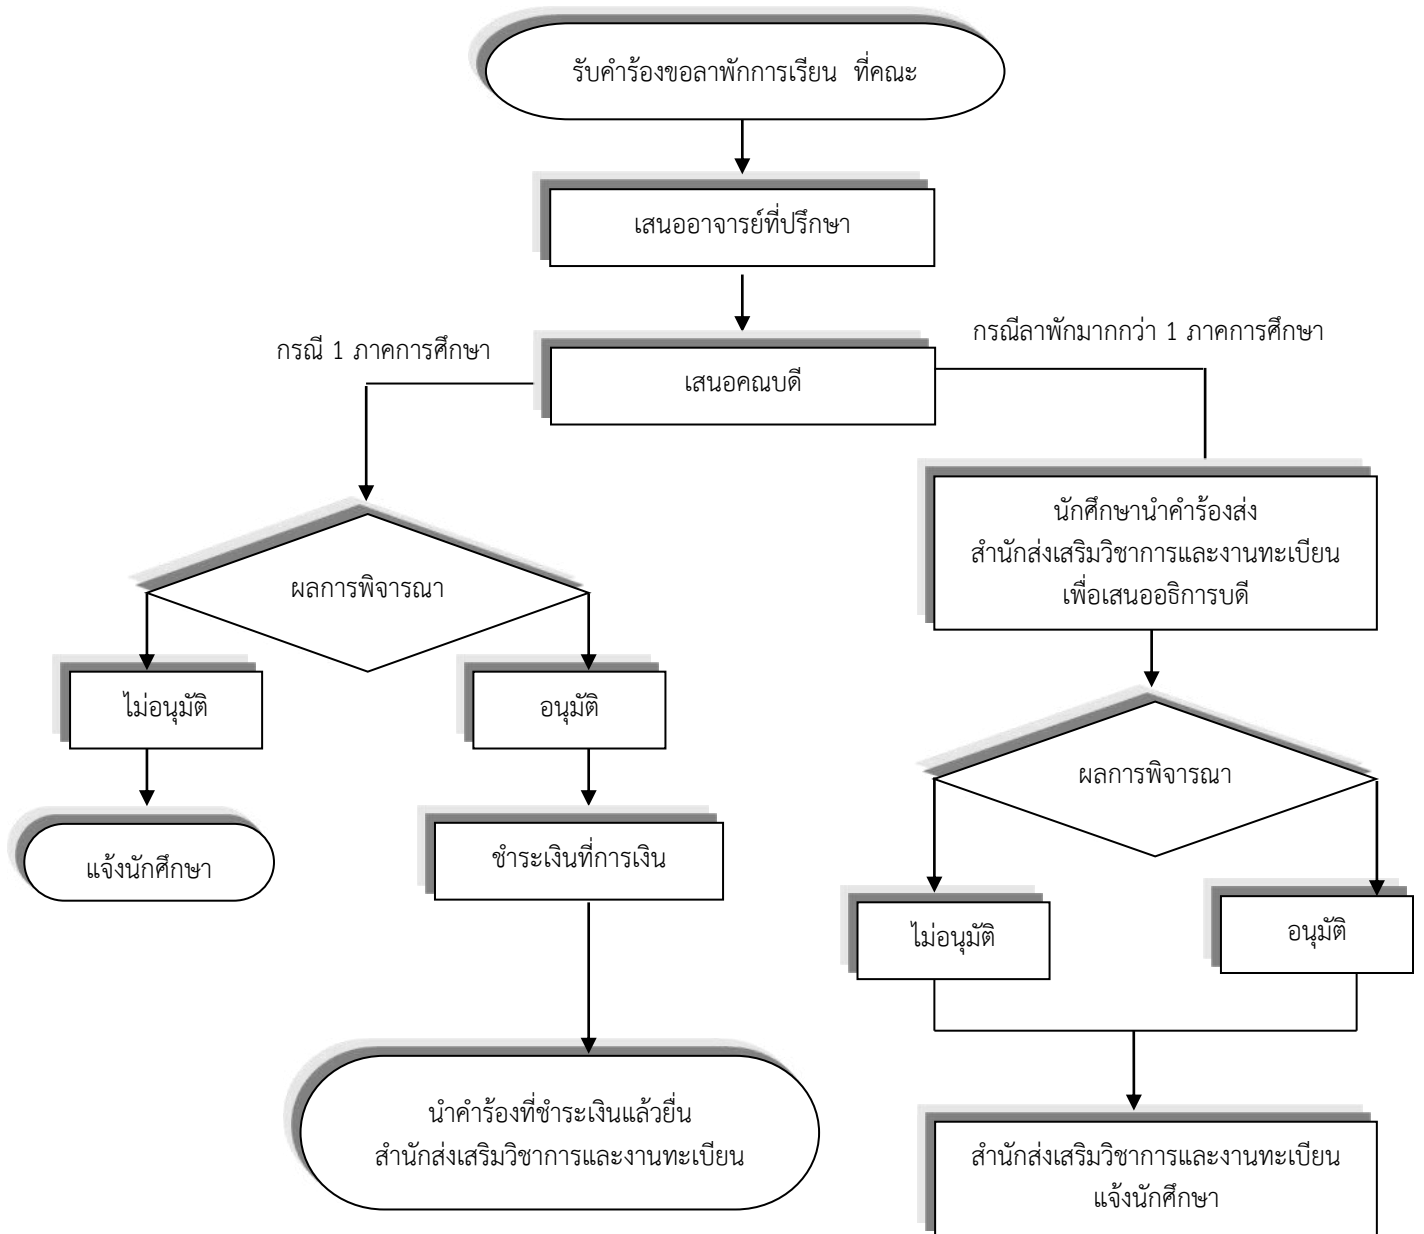 รับคำร้องขอลาพักการเรียน ที่คณะ
เสนออาจารย์ที่ปรึกษา
กรณี 1 ภาคการศึกษา
กรณีลาพักมากกว่า 1 ภาคการศึกษา
เสนอคณบดี
นักศึกษานำคำร้องส่ง
สำนักส่งเสริมวิชาการและงานทะเบียน
เพื่อเสนออธิการบดี
ผลการพิจารณา
ไม่อนุมัติ
อนุมัติ
ผลการพิจารณา
แจ้งนักศึกษา
ชำระเงินที่การเงิน
ไม่อนุมัติ
อนุมัติ
นำคำร้องที่ชำระเงินแล้วยื่น
สำนักส่งเสริมวิชาการและงานทะเบียน
สำนักส่งเสริมวิชาการและงานทะเบียน
แจ้งนักศึกษา